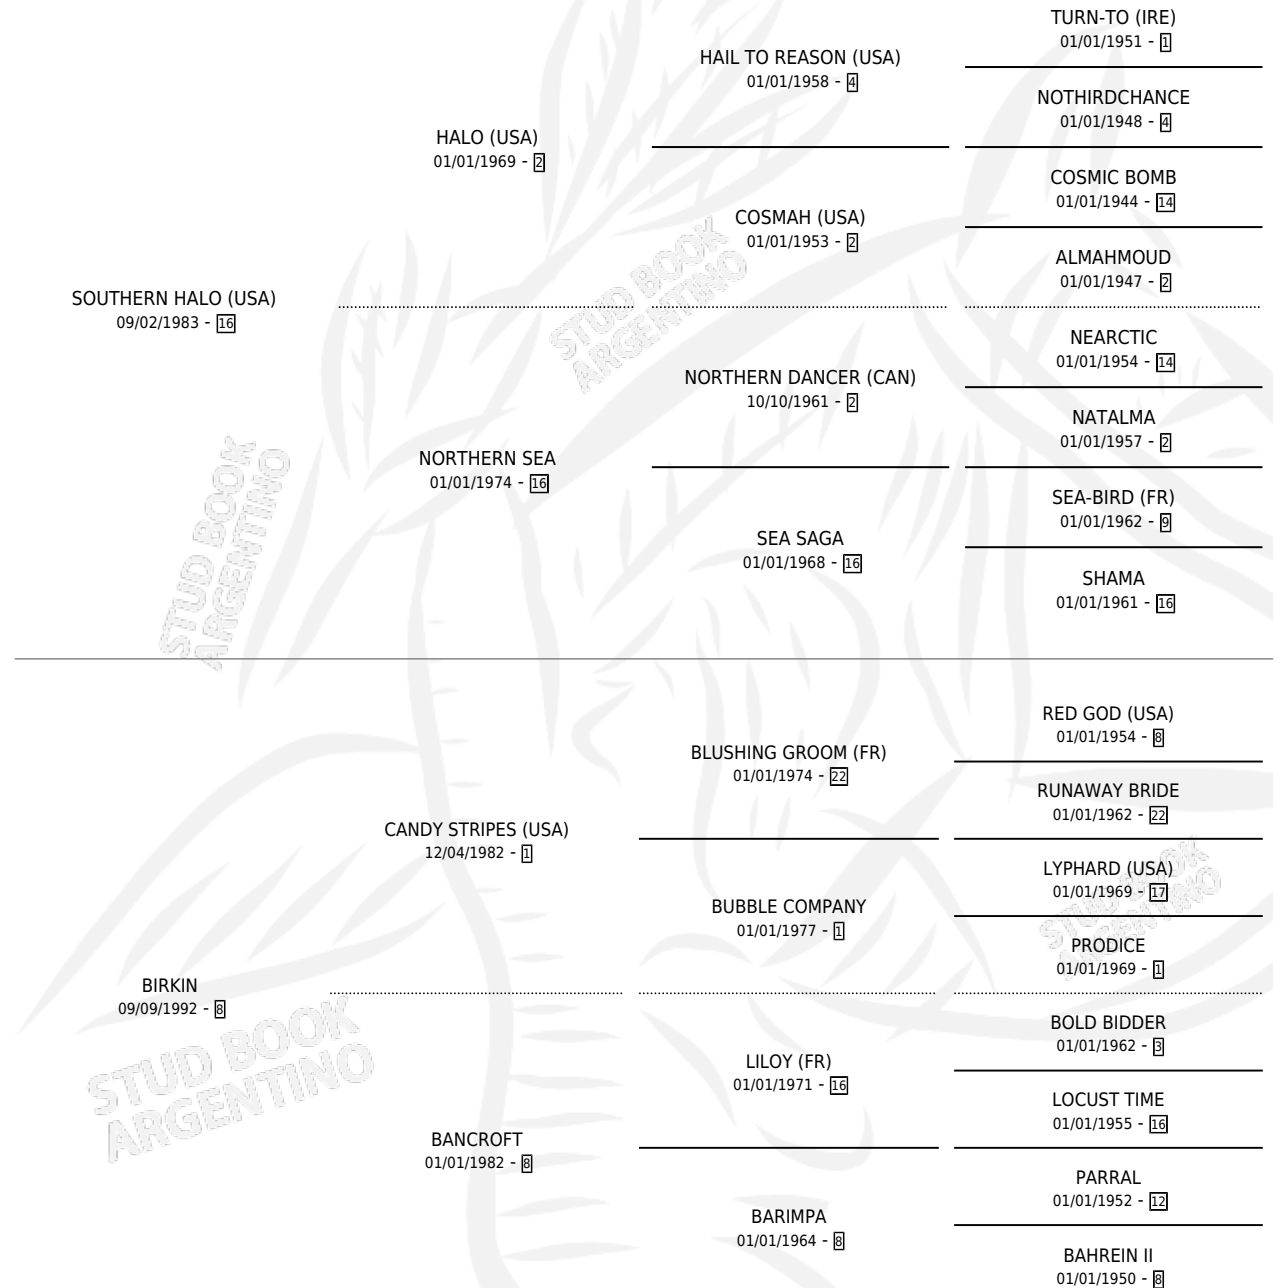 TURN-TO (IRE)
01/01/1951 - 1
HAIL TO REASON (USA)
01/01/1958 - 4
NOTHIRDCHANCE
01/01/1948 - 4
HALO (USA)
01/01/1969 - 2
COSMIC BOMB
01/01/1944 - 14
COSMAH (USA)
01/01/1953 - 2
ALMAHMOUD
01/01/1947 - 2
SOUTHERN HALO (USA)
09/02/1983 - 16
NEARCTIC
01/01/1954 - 14
NORTHERN DANCER (CAN)
10/10/1961 - 2
NATALMA
01/01/1957 - 2
NORTHERN SEA
01/01/1974 - 16
SEA-BIRD (FR)
01/01/1962 - 9
SEA SAGA
01/01/1968 - 16
SHAMA
01/01/1961 - 16
RED GOD (USA)
01/01/1954 - 8
BLUSHING GROOM (FR)
01/01/1974 - 22
RUNAWAY BRIDE
01/01/1962 - 22
CANDY STRIPES (USA)
12/04/1982 - 1
LYPHARD (USA)
01/01/1969 - 17
BUBBLE COMPANY
01/01/1977 - 1
PRODICE
01/01/1969 - 1
BIRKIN
09/09/1992 - 8
BOLD BIDDER
01/01/1962 - 3
LILOY (FR)
01/01/1971 - 16
LOCUST TIME
01/01/1955 - 16
BANCROFT
01/01/1982 - 8
PARRAL
01/01/1952 - 12
BARIMPA
01/01/1964 - 8
BAHREIN II
01/01/1950 - 8
STUD BOOK
ARGENTINO
STUD BOOK
ARGENTINO
STUD BOOK
ARGENTINO
STUD BOOK
ARGENTINO